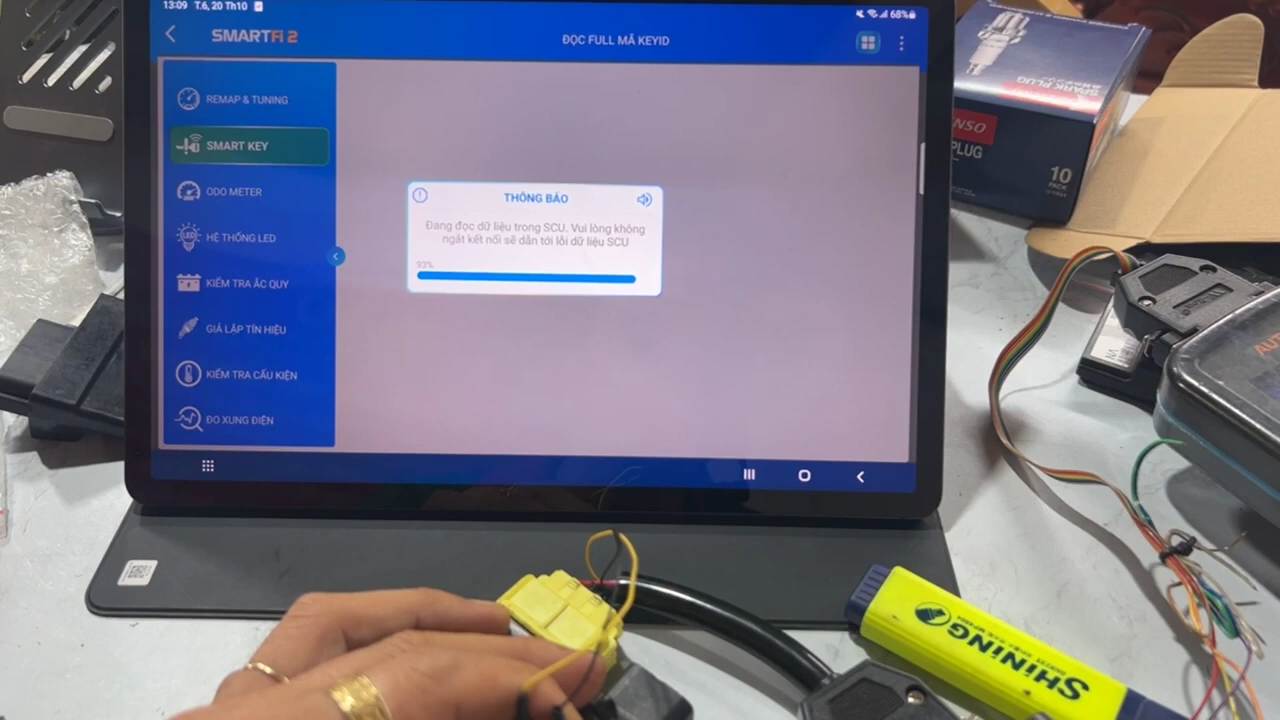 13:09 T.6, 20 Th10
68%
SMARTFI 2
ĐỌC FULL MÃ KEYID
REMAP & TUNING
SMART KEY
ODO METER
HỆ THỐNG LED
KIỂM TRA ẮC QUY
GIẢ LẬP TÍN HIỆU
KIỂM TRA CẤU KIỆN
ĐO XUNG ĐIỆN
THÔNG BÁO
Đang đọc dữ liệu trong SCU. Vui lòng không
ngắt kết nối sẽ dẫn tới lỗi dữ liệu SCU
93%
SPARK PLUG
NSO
PLUG
10
PACK
AUT
SHINING